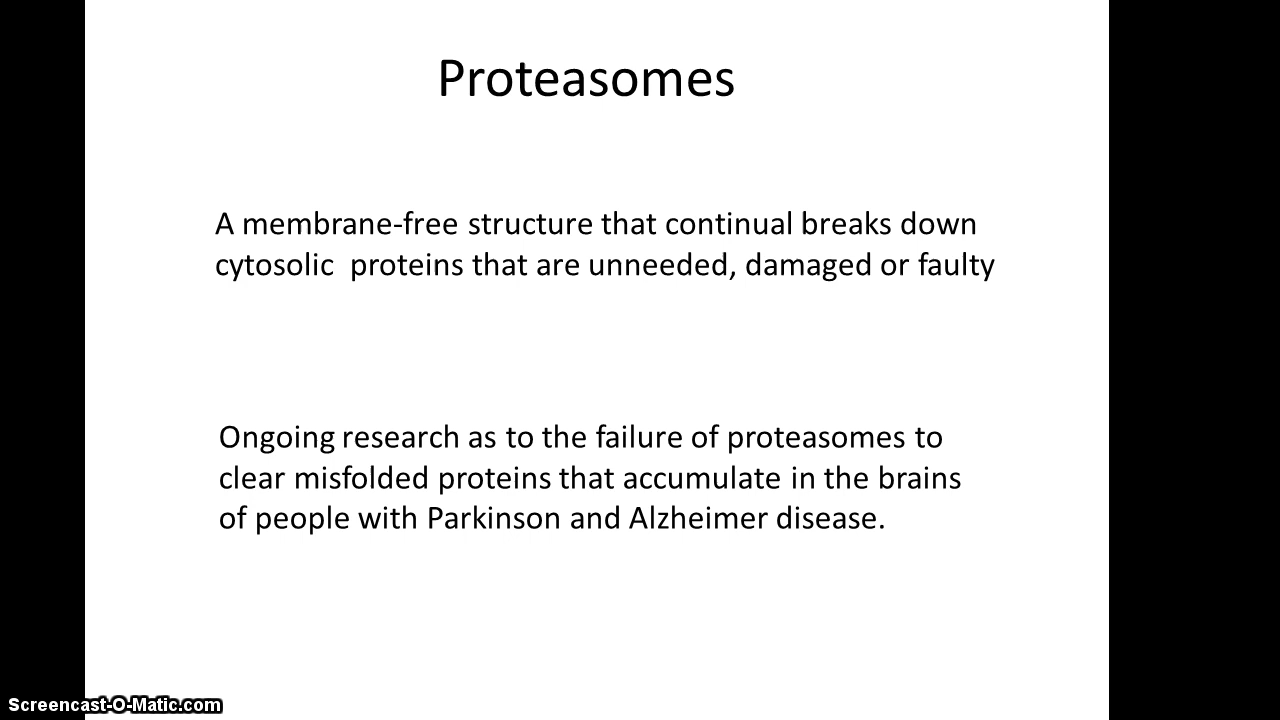 Proteasomes
A membrane-free structure that continual breaks down
cytosolic  proteins that are unneeded, damaged or faulty
Ongoing research as to the failure of proteasomes to
clear misfolded proteins that accumulate in the brains
of people with Parkinson and Alzheimer disease.
Screencast-O-Matic.com